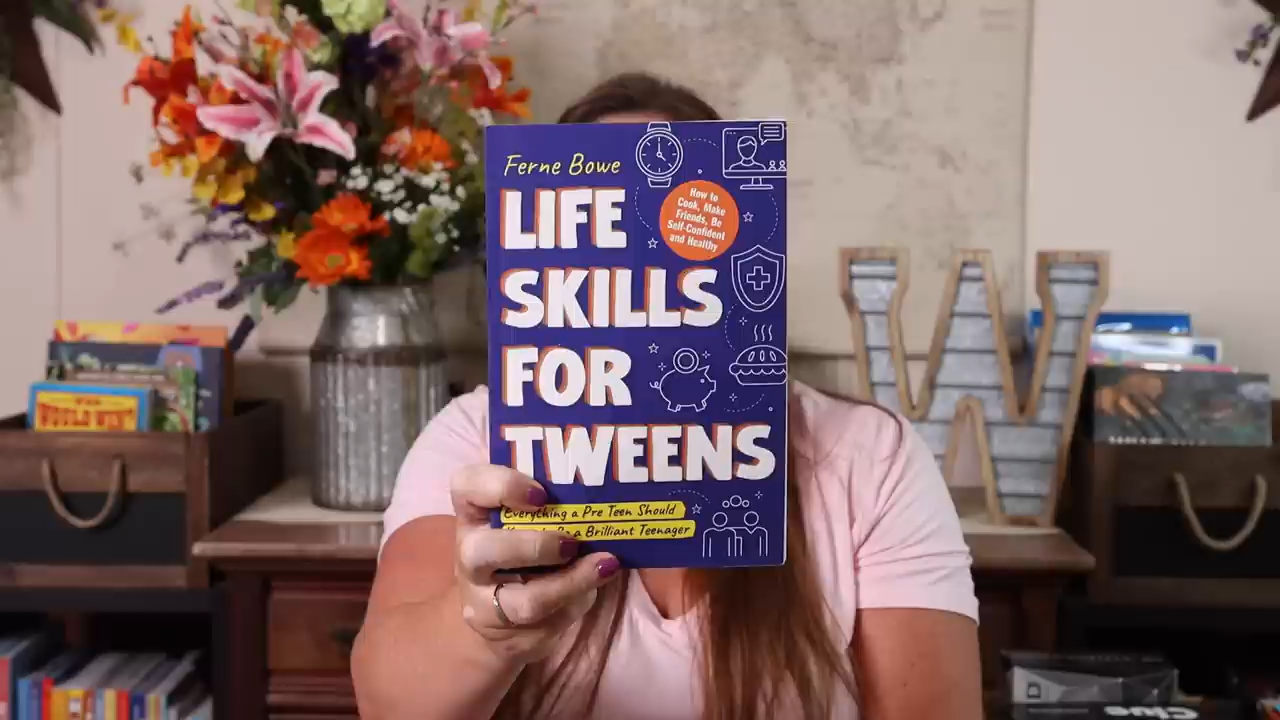 Ferne Bowe
LIFE
SKILLS
FOR
TWEENS
How to
Cook, Make
Friends, Be
Self-Confident
and Healthy
Everything a Pre Teen Should
a Brilliant Teenager
W
Clue